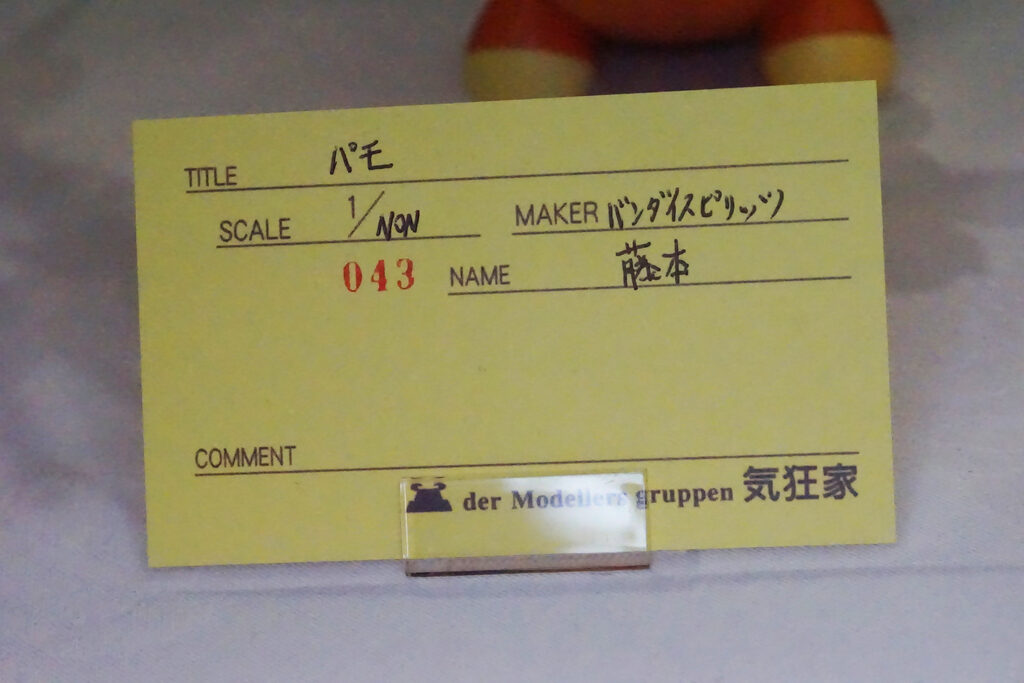 TITLE パモ
SCALE 1/NON MAKER バンダイスピリッツ
043 NAME 藤本
COMMENT
der Modellers gruppen 気狂家